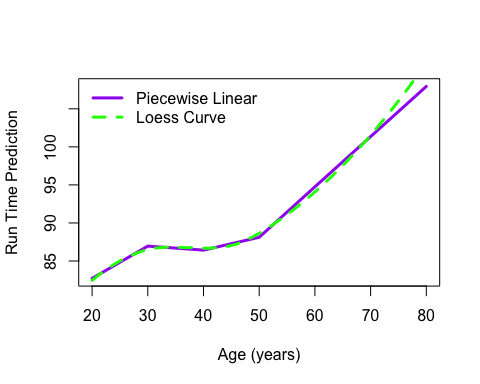 Piecewise Linear
Loess Curve
Run Time Prediction
100
95
90
85
20 30 40 50 60 70 80
Age (years)